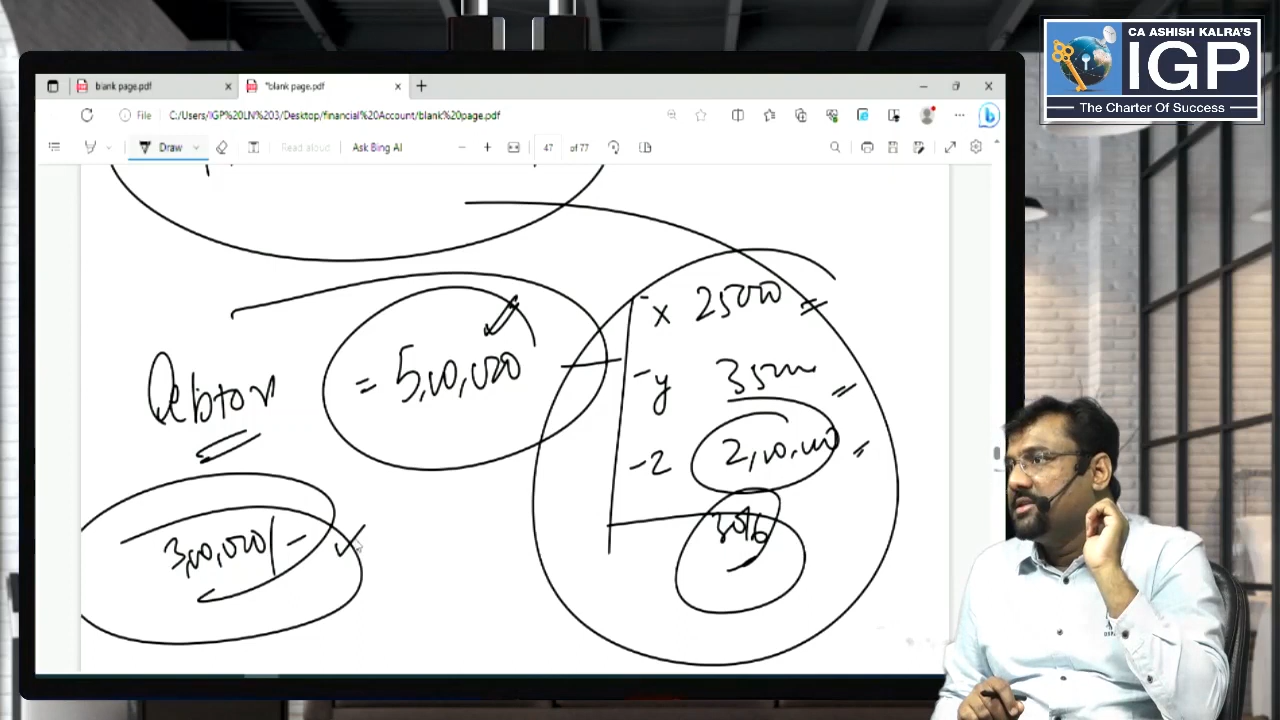 CA ASHISH KALRA'S
IGP
The Charter Of Success
blank page.pdf
*blank page.pdf
File
C:/Users/IGP%20LN%203/Desktop/financial%20Account/blank%20page.pdf
Draw
Read aloud
Ask Bing AI
47 of 77
- x 2500 =
Debtor = 5,00,000
- y 3500 =
- z 2,00,000 =
3,00,000/-